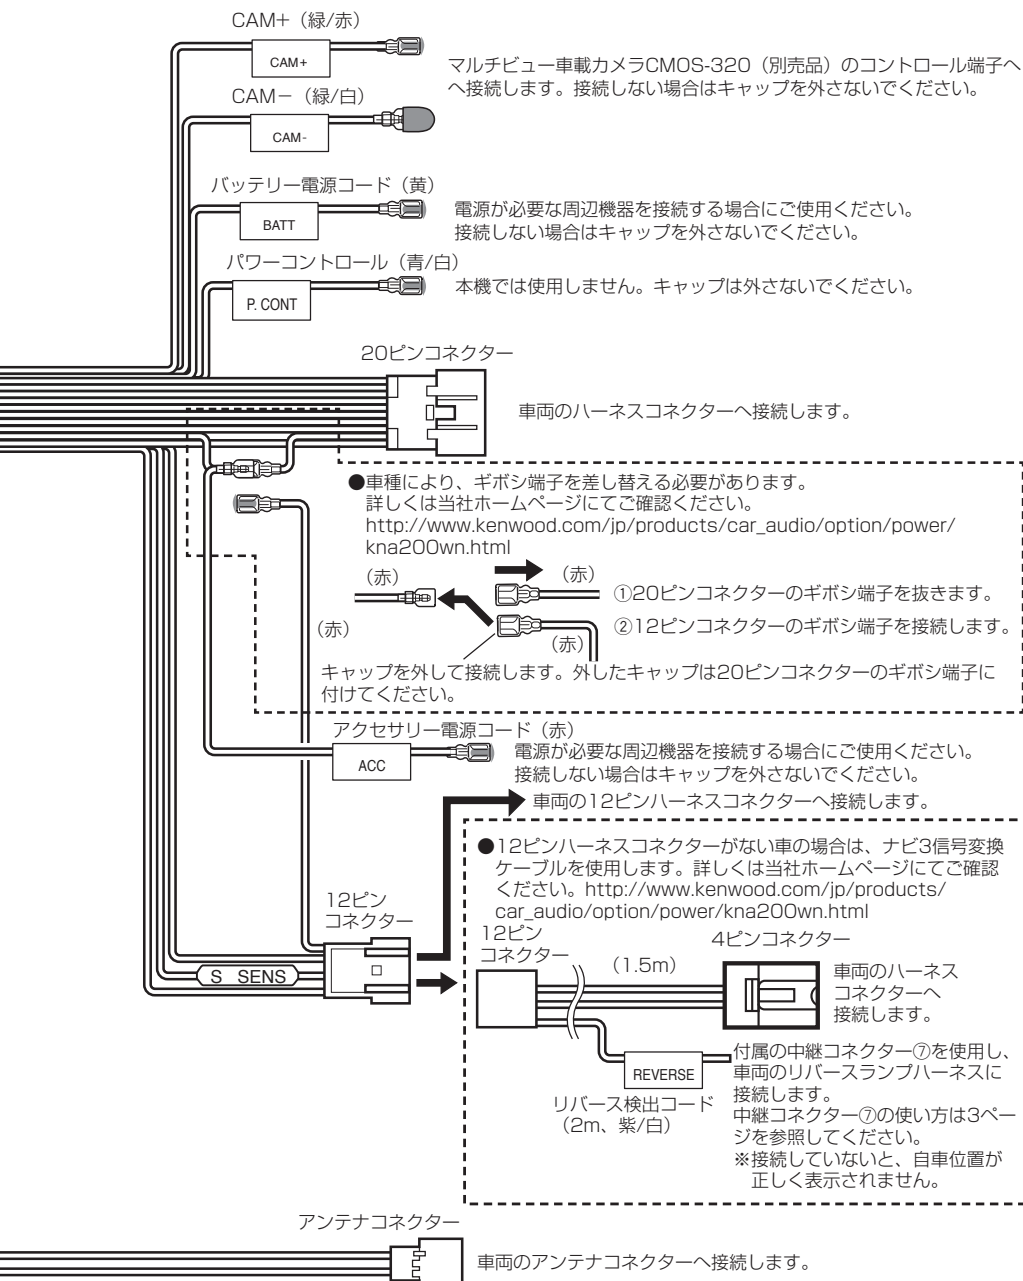 CAM+（緑/赤）
CAM+
マルチビュー車載カメラCMOS-320（別売品）のコントロール端子へ
へ接続します。接続しない場合はキャップを外さないでください。
CAM－（緑/白）
CAM-
バッテリー電源コード（黄）
BATT
電源が必要な周辺機器を接続する場合にご使用ください。
接続しない場合はキャップを外さないでください。
パワーコントロール（青/白）
P. CONT
本機では使用しません。キャップは外さないでください。
20ピンコネクター
車両のハーネスコネクターへ接続します。
●車種により、ギボシ端子を差し替える必要があります。
詳しくは当社ホームページにてご確認ください。
http://www.kenwood.com/jp/products/car_audio/option/power/
kna200wn.html
（赤）
（赤）
①20ピンコネクターのギボシ端子を抜きます。
（赤）
②12ピンコネクターのギボシ端子を接続します。
（赤）
キャップを外して接続します。外したキャップは20ピンコネクターのギボシ端子に
付けてください。
アクセサリー電源コード（赤）
ACC
電源が必要な周辺機器を接続する場合にご使用ください。
接続しない場合はキャップを外さないでください。
車両の12ピンハーネスコネクターへ接続します。
●12ピンハーネスコネクターがない車の場合は、ナビ3信号変換
ケーブルを使用します。詳しくは当社ホームページにてご確認
ください。http://www.kenwood.com/jp/products/
car_audio/option/power/kna200wn.html
12ピン
コネクター
S SENS
12ピン
コネクター
（1.5m）
4ピンコネクター
車両のハーネス
コネクターへ
接続します。
REVERSE
リバース検出コード
（2m、紫/白）
付属の中継コネクター⑦を使用し、
車両のリバースランプハーネスに
接続します。
中継コネクター⑦の使い方は3ペー
ジを参照してください。
※接続していないと、自車位置が
正しく表示されません。
アンテナコネクター
車両のアンテナコネクターへ接続します。